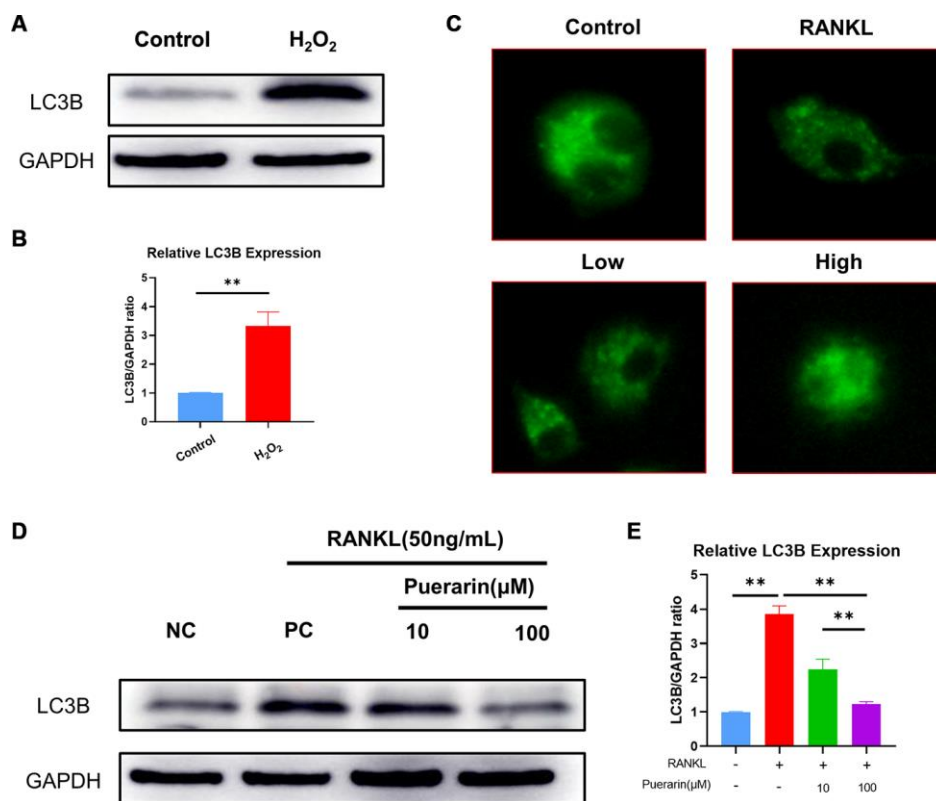 A
Control H₂O₂
LC3B
GAPDH
B
Relative LC3B Expression
**
LC3B/GAPDH ratio
5
4
3
2
1
0
Control H₂O₂
C
Control RANKL
Low High
D
RANKL(50ng/mL)
Puerarin(μM)
NC PC 10 100
LC3B
GAPDH
E
Relative LC3B Expression
** **
**
LC3B/GAPDH ratio
5
4
3
2
1
0
RANKL - + + +
Puerarin(μM) - - 10 100